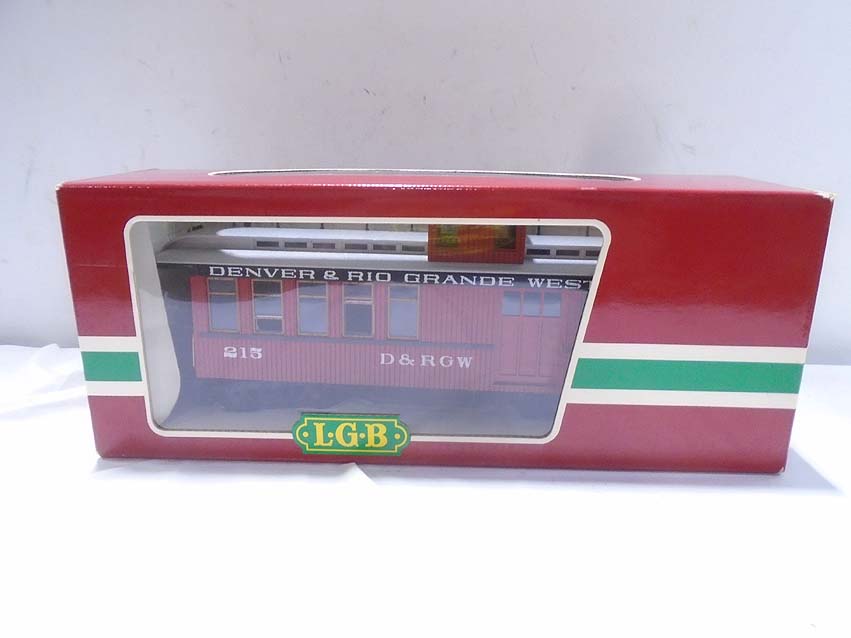 DENVER & RIO GRANDE WEST
215
D & RGW
L·G·B